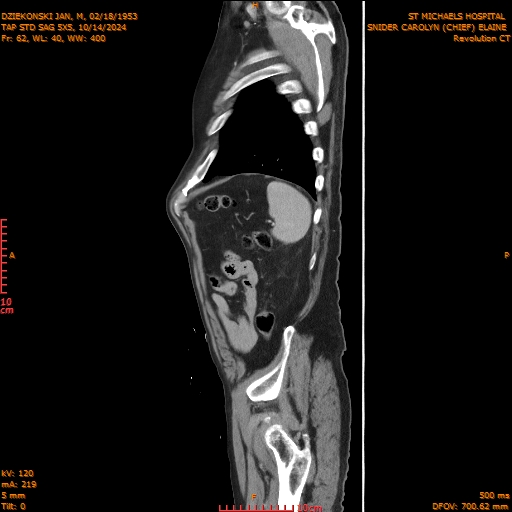 DZIEKONSKI JAN, M, 02/18/1953
TAP STD SAG 5X5, 10/14/2024
Fr: 62, WL: 40, WW: 400
H
ST MICHAELS HOSPITAL
SNIDER CAROLYN (CHIEF) ELAINE
Revolution CT
A
P
10
cm
kV: 120
mA: 219
5 mm
Tilt: 0
F
10cm
500 ms
DFOV: 700.62 mm